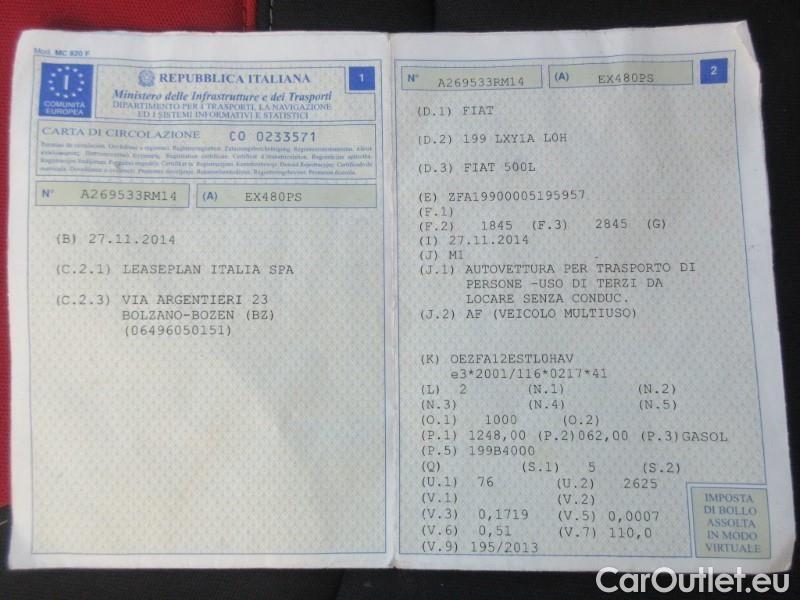 Mod. MC 820 F
i
COMUNITÀ
EUROPEA
REPUBBLICA ITALIANA
1
Ministero delle Infrastrutture e dei Trasporti
DIPARTIMENTO PER I TRASPORTI, LA NAVIGAZIONE
ED I SISTEMI INFORMATIVI E STATISTICI
CARTA DI CIRCOLAZIONE CO 0233571
N° A269533RM14 (A) EX480PS
(B) 27.11.2014
(C.2.1) LEASEPLAN ITALIA SPA
(C.2.3) VIA ARGENTIERI 23
BOLZANO-BOZEN (BZ)
(06496050151)
N° A269533RM14 (A) EX480PS 2
(D.1) FIAT
(D.2) 199 LXY1A LOH
(D.3) FIAT 500L
(E) ZFA19900005195957
(F.1)
(F.2) 1845 (F.3) 2845 (G)
(I) 27.11.2014
(J) M1
(J.1) AUTOVETTURA PER TRASPORTO DI
PERSONE -USO DI TERZI DA
LOCARE SENZA CONDUC.
(J.2) AF (VEICOLO MULTIUSO)
(K) OEZFA12ESTL0HAV
e3*2001/116*0217*41
(L) 2 (N.1) (N.2)
(N.3) (N.4) (N.5)
(O.1) 1000 (O.2)
(P.1) 1248,00 (P.2)062,00 (P.3)GASOL
(P.5) 199B4000
(Q) (S.1) 5 (S.2)
(U.1) 76 (U.2) 2625
(V.1) (V.2)
(V.3) 0,1719 (V.5) 0,0007
(V.6) 0,51 (V.7) 110,0
(V.9) 195/2013
IMPOSTA
DI BOLLO
ASSOLTA
IN MODO
VIRTUALE
CarOutlet.eu